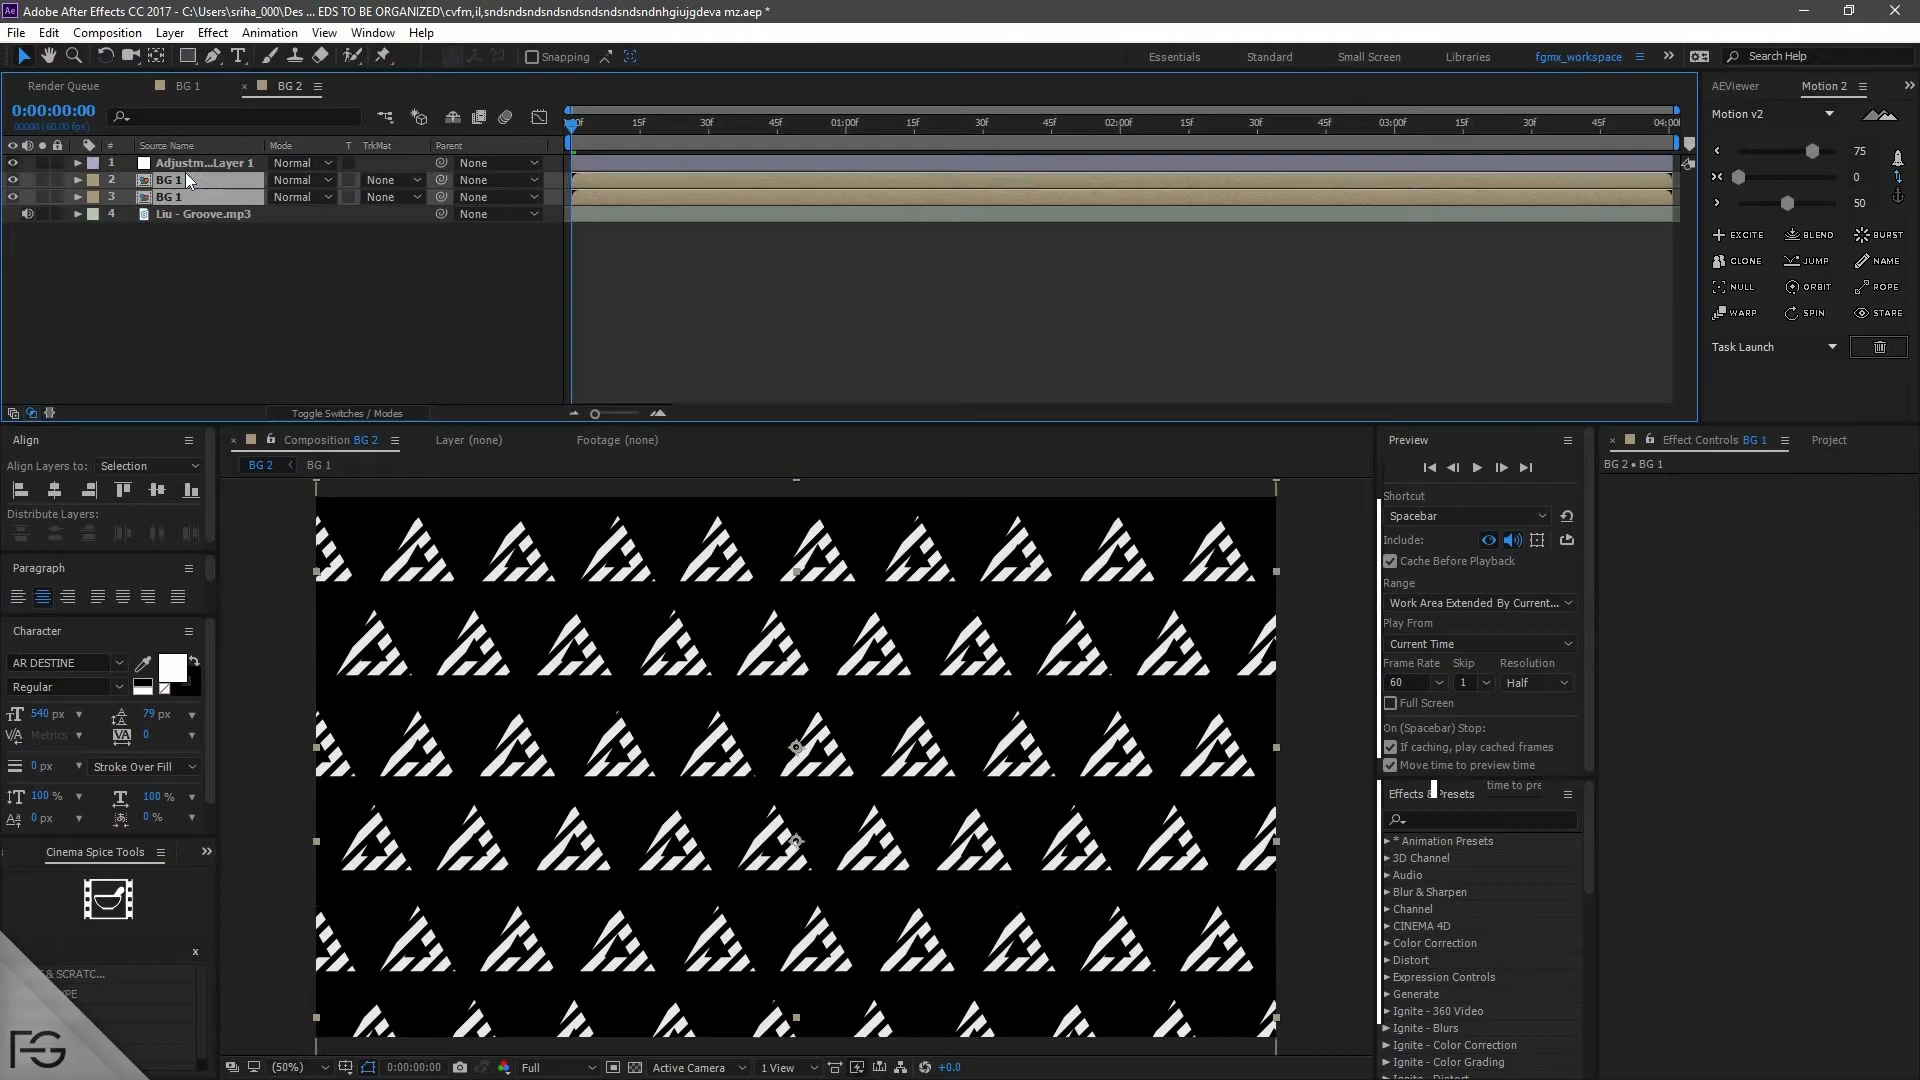 Adobe After Effects CC 2017 - C:\Users\sriha_000\Des ... EDS TO BE ORGANIZED\cvfm,il,sndsndsndsndsndsndsndsndsndnhgiujgdeva mz.aep *
File Edit Composition Layer Effect Animation View Window Help
Snapping Essentials Standard Small Screen Libraries fgmx_workspace Search Help
Render Queue BG 1 × BG 2
AEViewer Motion 2
0:00:00:00
00000 (60.00 fps)
Motion v2
:00f 15f 30f 45f 01:00f 15f 30f 45f 02:00f 15f 30f 45f 03:00f 15f 30f 45f 04:00f
# Source Name Mode T TrkMat Parent
1 Adjustm...Layer 1 Normal None
2 BG 1 Normal None None
3 BG 1 Normal None None
4 Liu - Groove.mp3 None
75
0
50
EXCITE BLEND BURST
CLONE JUMP NAME
NULL ORBIT ROPE
WARP SPIN STARE
Task Launch
Toggle Switches / Modes
Align
Align Layers to: Selection
Distribute Layers:
Paragraph
Character
AR DESTINE
Regular
540 px 79 px
Metrics 0
0 px Stroke Over Fill
100 % 100 %
0 px 0 %
Cinema Spice Tools
x
& SCRATC...
YPE
FG
Composition BG 2 Layer (none) Footage (none)
BG 2 BG 1
(50%) 0:00:00:00 Full Active Camera 1 View +0.0
Preview
Shortcut
Spacebar
Include:
Cache Before Playback
Range
Work Area Extended By Current...
Play From
Current Time
Frame Rate Skip Resolution
60 1 Half
Full Screen
On (Spacebar) Stop:
If caching, play cached frames
Move time to preview time
time to pre
Effects & Presets
* Animation Presets
3D Channel
Audio
Blur & Sharpen
Channel
CINEMA 4D
Color Correction
Distort
Expression Controls
Generate
Ignite - 360 Video
Ignite - Blurs
Ignite - Color Correction
Ignite - Color Grading
Effect Controls BG 1 Project
BG 2 • BG 1